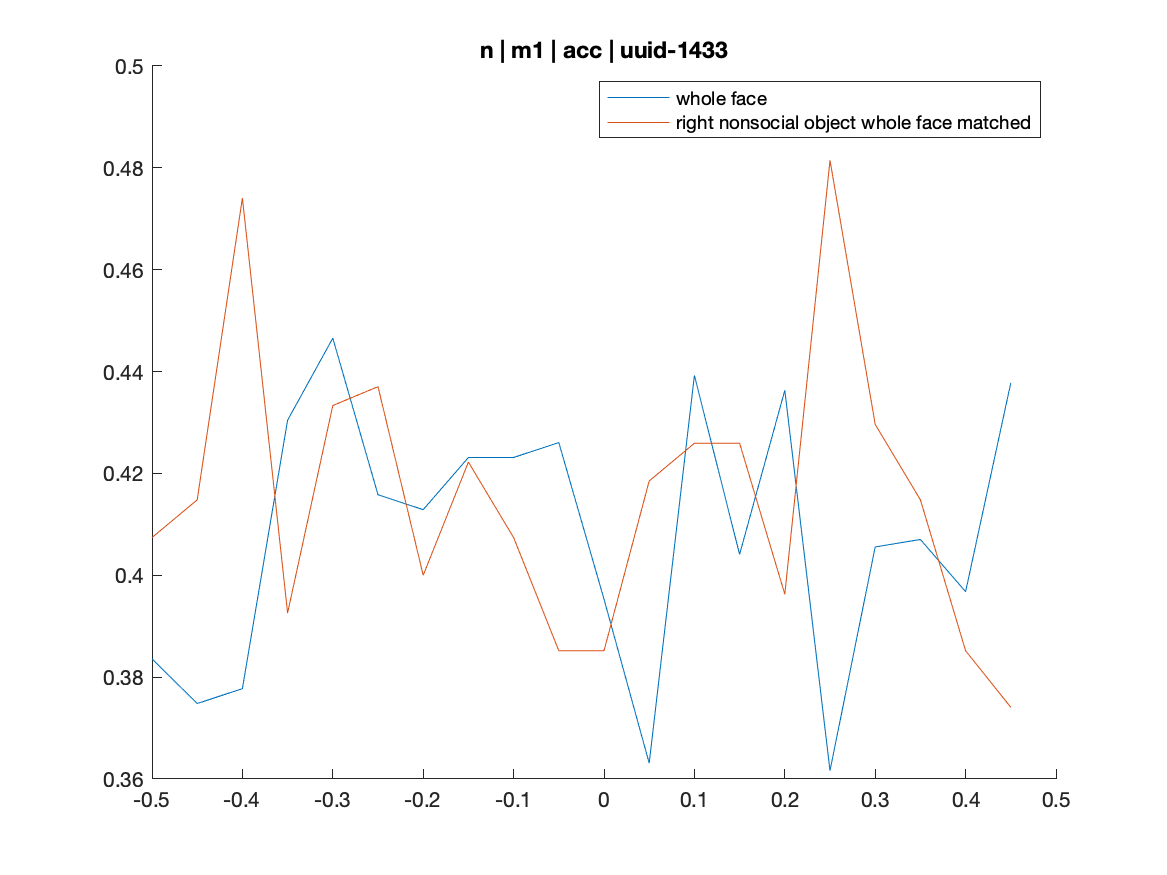 n | m1 | acc | uuid-1433
whole face
right nonsocial object whole face matched
0.5
0.48
0.46
0.44
0.42
0.4
0.38
0.36
-0.5 -0.4 -0.3 -0.2 -0.1 0 0.1 0.2 0.3 0.4 0.5